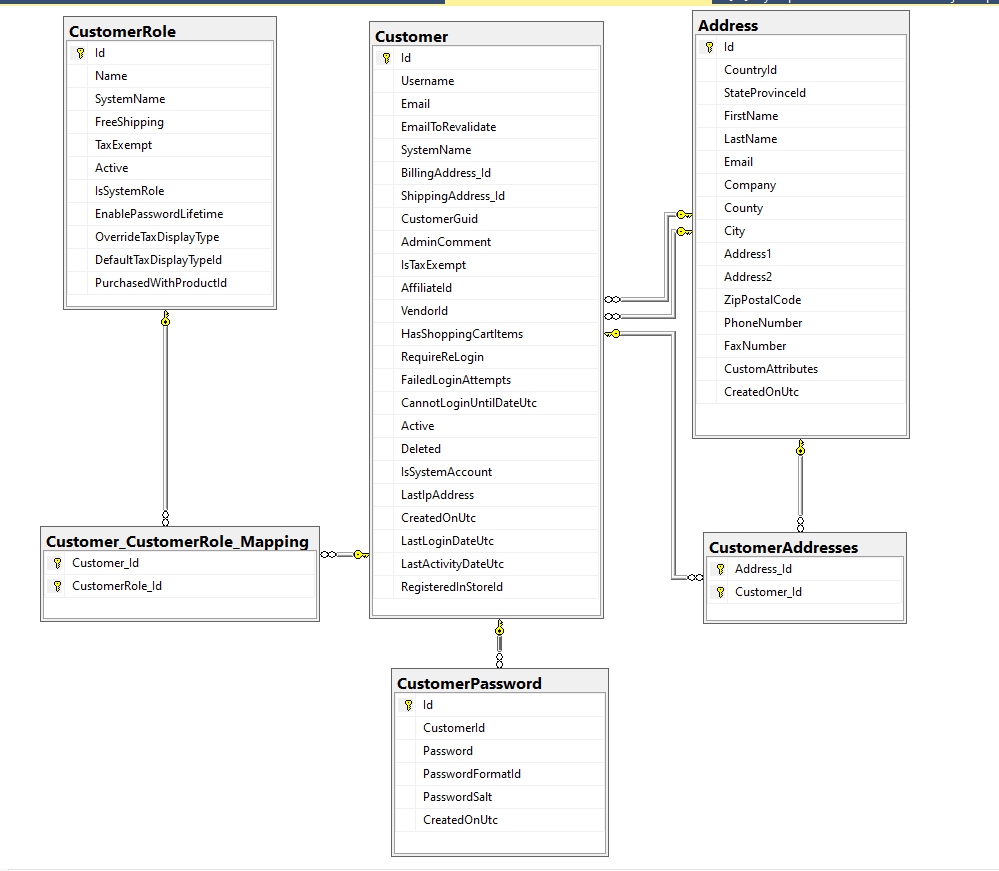 CustomerRole
Id
Name
SystemName
FreeShipping
TaxExempt
Active
IsSystemRole
EnablePasswordLifetime
OverrideTaxDisplayType
DefaultTaxDisplayTypeId
PurchasedWithProductId
Customer
Id
Username
Email
EmailToRevalidate
SystemName
BillingAddress_Id
ShippingAddress_Id
CustomerGuid
AdminComment
IsTaxExempt
AffiliateId
VendorId
HasShoppingCartItems
RequireReLogin
FailedLoginAttempts
CannotLoginUntilDateUtc
Active
Deleted
IsSystemAccount
LastIpAddress
CreatedOnUtc
LastLoginDateUtc
LastActivityDateUtc
RegisteredInStoreId
Address
Id
CountryId
StateProvinceId
FirstName
LastName
Email
Company
County
City
Address1
Address2
ZipPostalCode
PhoneNumber
FaxNumber
CustomAttributes
CreatedOnUtc
Customer_CustomerRole_Mapping
Customer_Id
CustomerRole_Id
CustomerAddresses
Address_Id
Customer_Id
CustomerPassword
Id
CustomerId
Password
PasswordFormatId
PasswordSalt
CreatedOnUtc